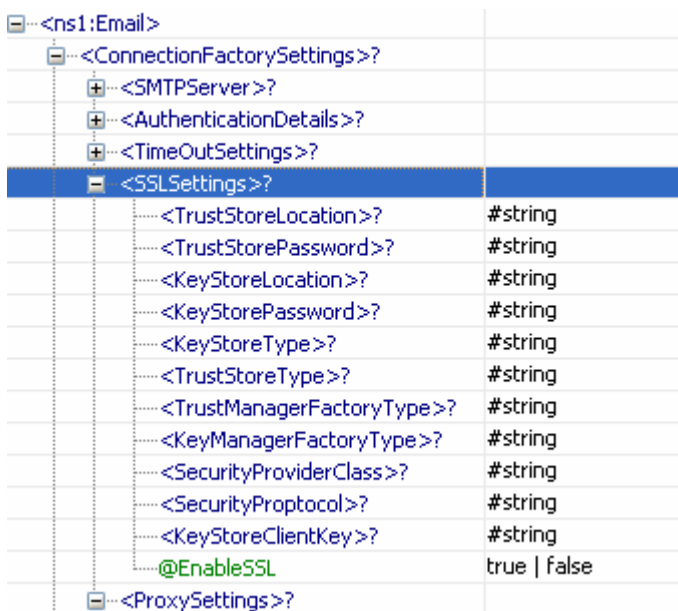 <ns1:Email>
<ConnectionFactorySettings>?
<SMTPServer>?
<AuthenticationDetails>?
<TimeOutSettings>?
<SSLSettings>?
<TrustStoreLocation>? #string
<TrustStorePassword>? #string
<KeyStoreLocation>? #string
<KeyStorePassword>? #string
<KeyStoreType>? #string
<TrustStoreType>? #string
<TrustManagerFactoryType>? #string
<KeyManagerFactoryType>? #string
<SecurityProviderClass>? #string
<SecurityProptocol>? #string
<KeyStoreClientKey>? #string
@EnableSSL true | false
<ProxySettings>?